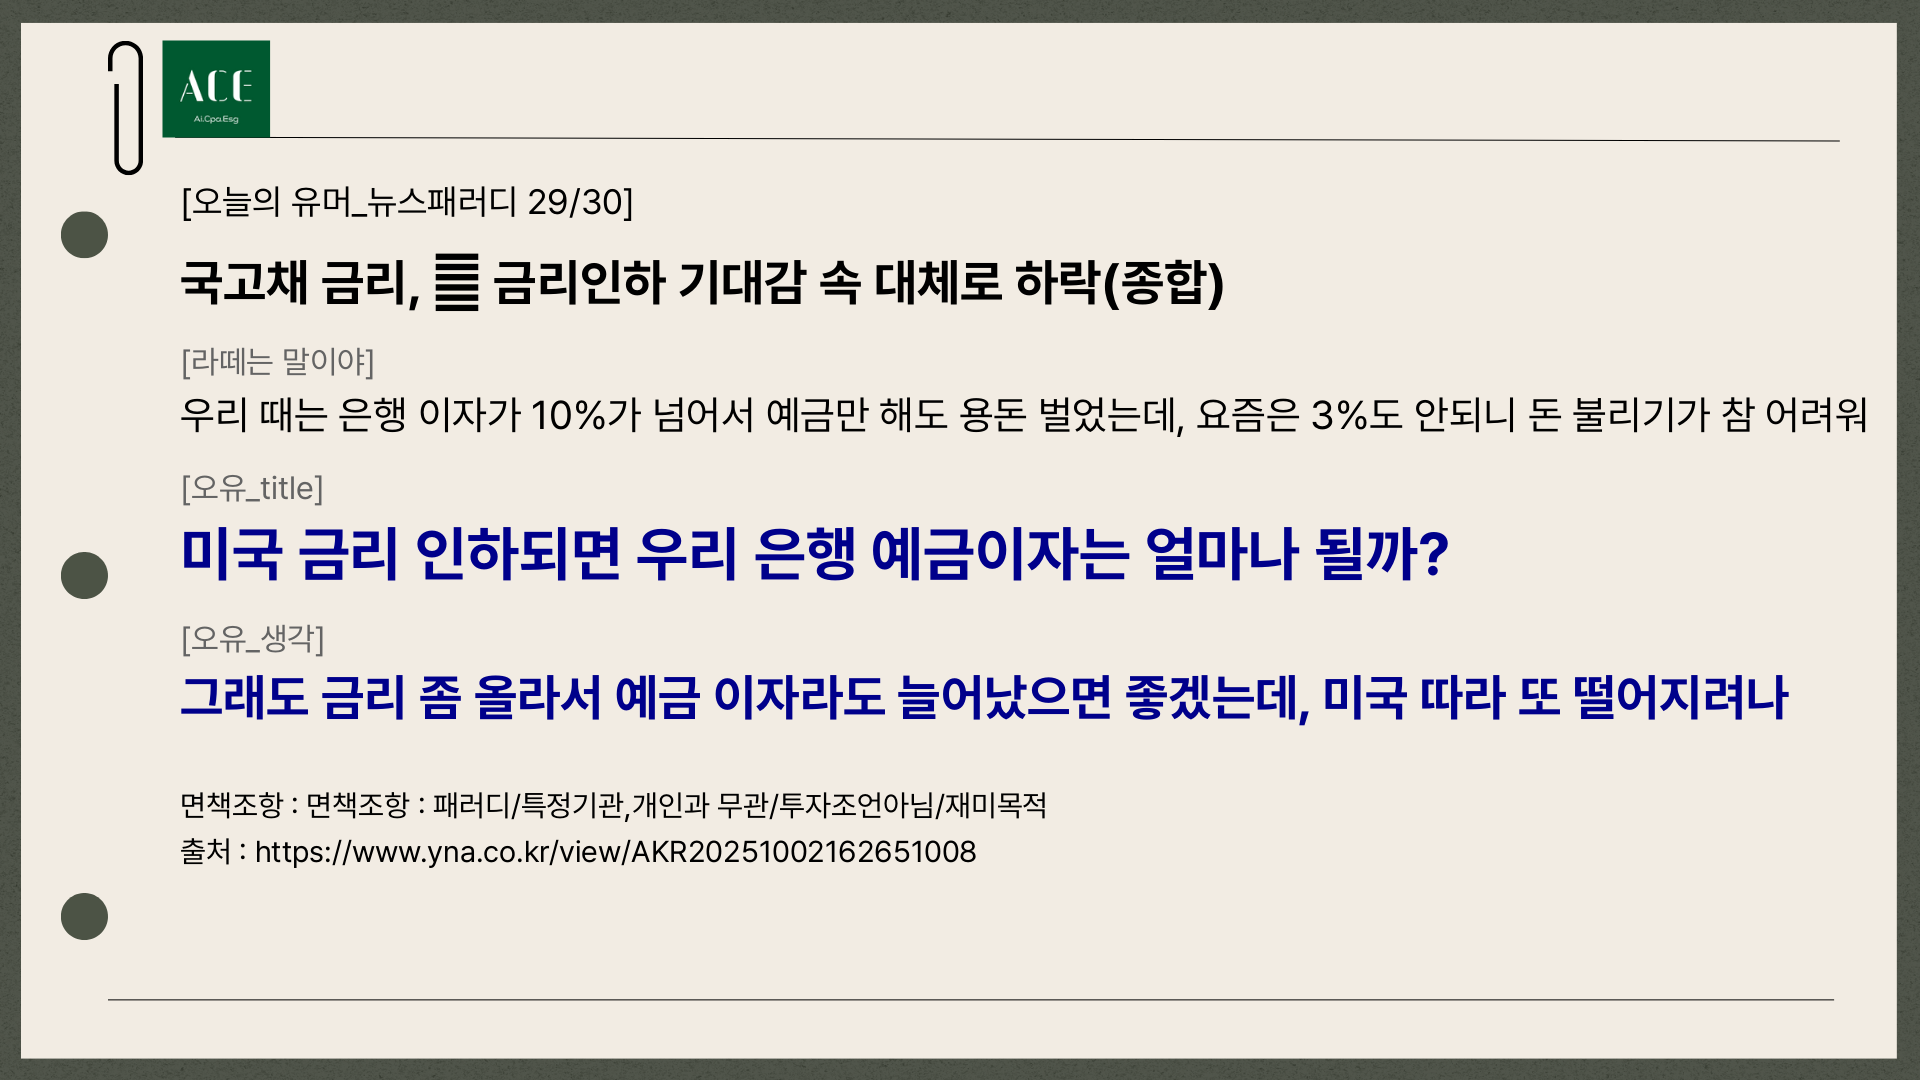 ACE
Ai.Cpa.Esg
[오늘의 유머_뉴스패러디 29/30]
국고채 금리, 금리인하 기대감 속 대체로 하락(종합)
[라떼는 말이야]
우리 때는 은행 이자가 10%가 넘어서 예금만 해도 용돈 벌었는데, 요즘은 3%도 안되니 돈 불리기가 참 어려워
[오유_title]
미국 금리 인하되면 우리 은행 예금이자는 얼마나 될까?
[오유_생각]
그래도 금리 좀 올라서 예금 이자라도 늘어났으면 좋겠는데, 미국 따라 또 떨어지려나
면책조항 : 면책조항 : 패러디/특정기관,개인과 무관/투자조언아님/재미목적
출처 : https://www.yna.co.kr/view/AKR20251002162651008